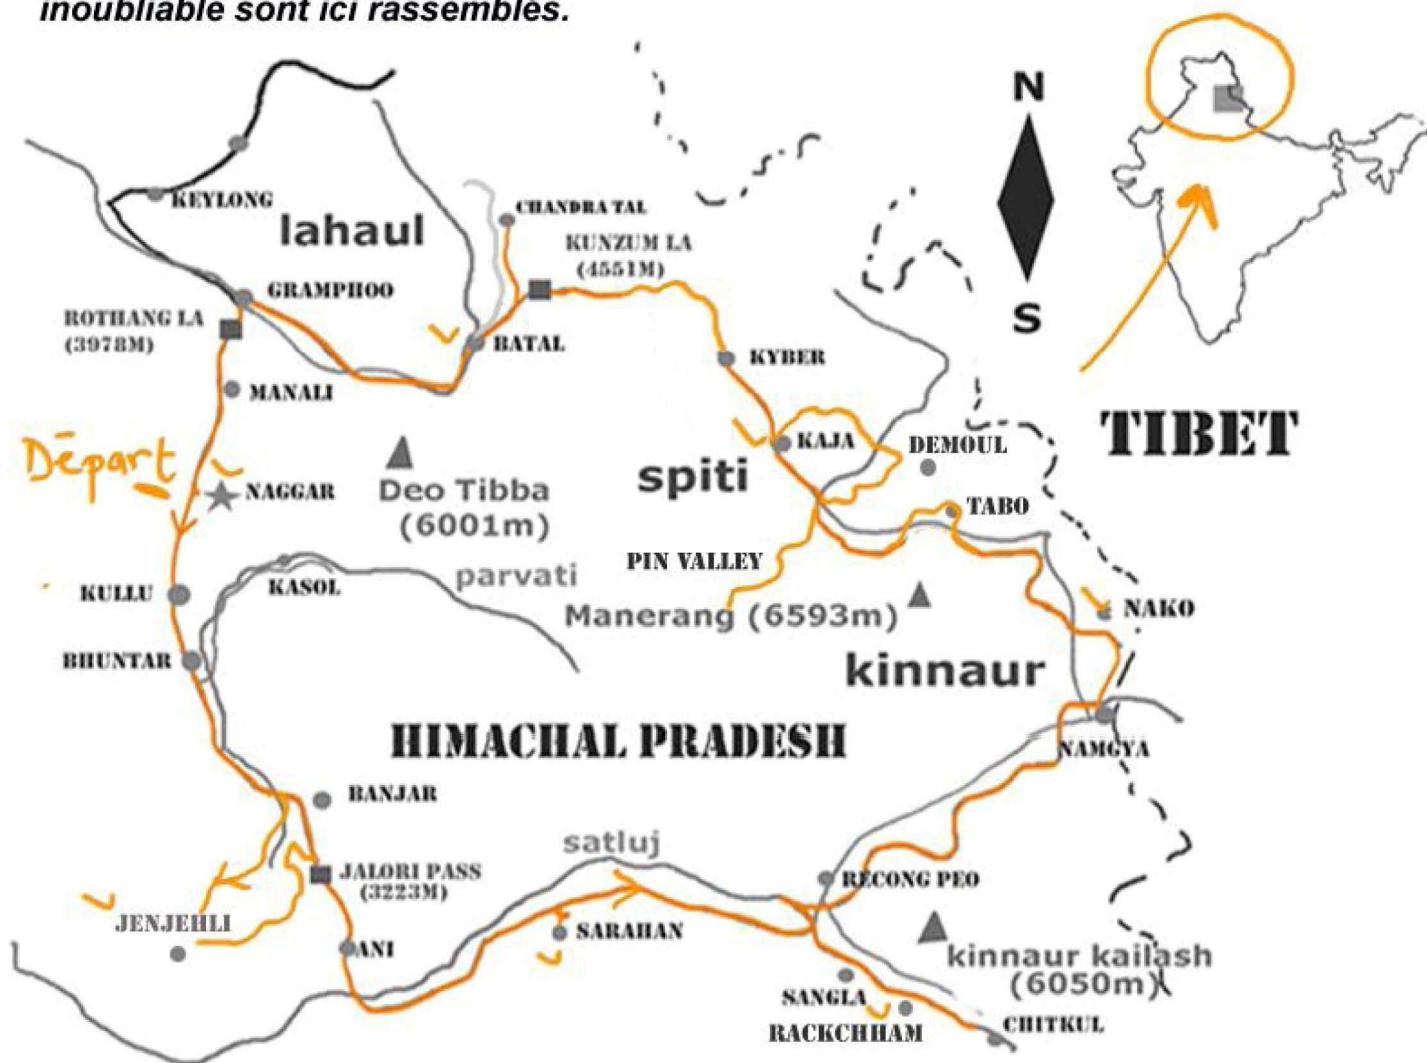 inoubliable sont ici rassemblés.
N
S
KEYLONG
lahaul
CHANDRA TAL
KUNZUM LA
(4551M)
GRAMPHOO
ROTHANG LA
(3978M)
BATAL
KYBER
MANALI
TIBET
Départ
KAJA
DEMOUL
spiti
NAGGAR
Deo Tibba
(6001m)
TABO
PIN VALLEY
parvati
KASOL
KULLU
Manerang (6593m)
NAKO
BHUNTAR
kinnaur
HIMACHAL PRADESH
NAMGYA
BANJAR
satluj
JALORI PASS
(3223M)
RECONG PEO
JENJEHLI
SARAHAN
ANI
kinnaur kailash
(6050m)
SANGLA
RACKCHHAM
CHITKUL